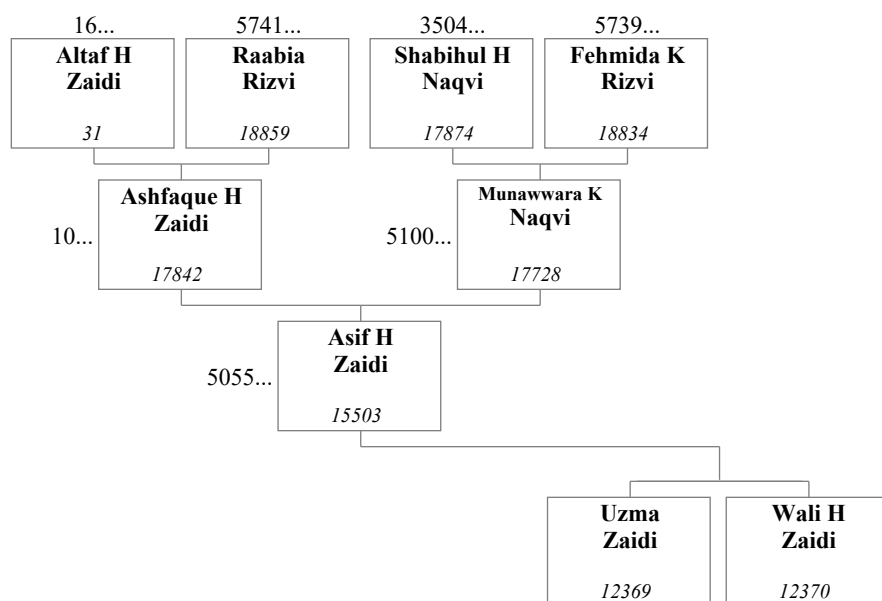 16... 5741... 3504... 5739...
Altaf H Raabia Shabihul H Fehmida K
Zaidi Rizvi Naqvi Rizvi
31 18859 17874 18834
Ashfaque H Munawwara K
Zaidi Naqvi
10... 5100...
17842 17728
Asif H
Zaidi
5055...
15503
Uzma Wali H
Zaidi Zaidi
12369 12370